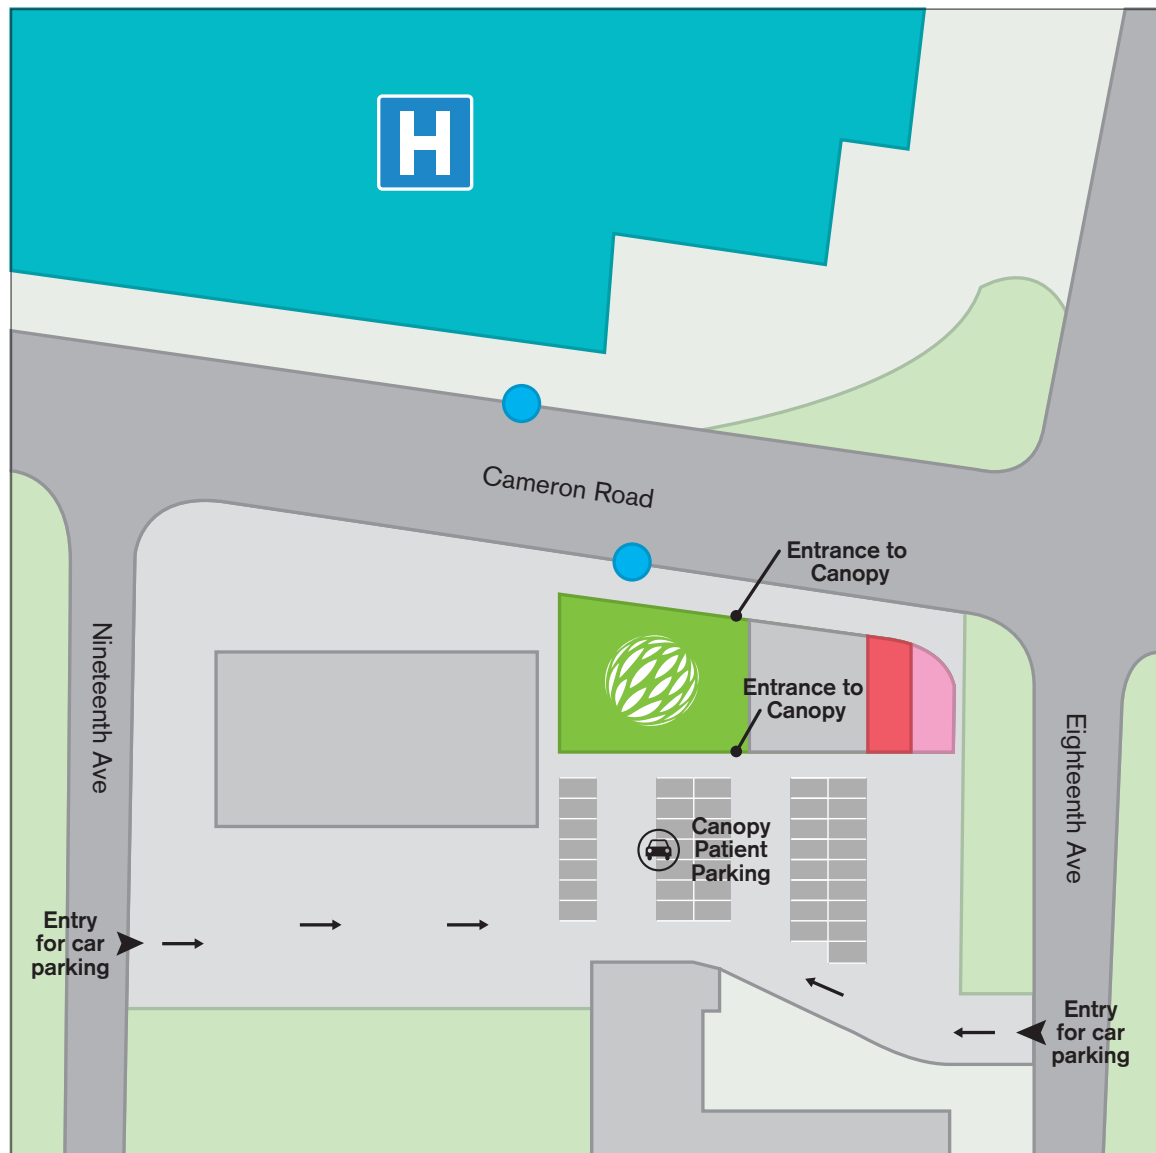 H
Cameron Road
Entrance to
Canopy
Nineteenth Ave
Entrance to
Canopy
Eighteenth Ave
Canopy
Patient
Parking
Entry
for car
parking
Entry
for car
parking